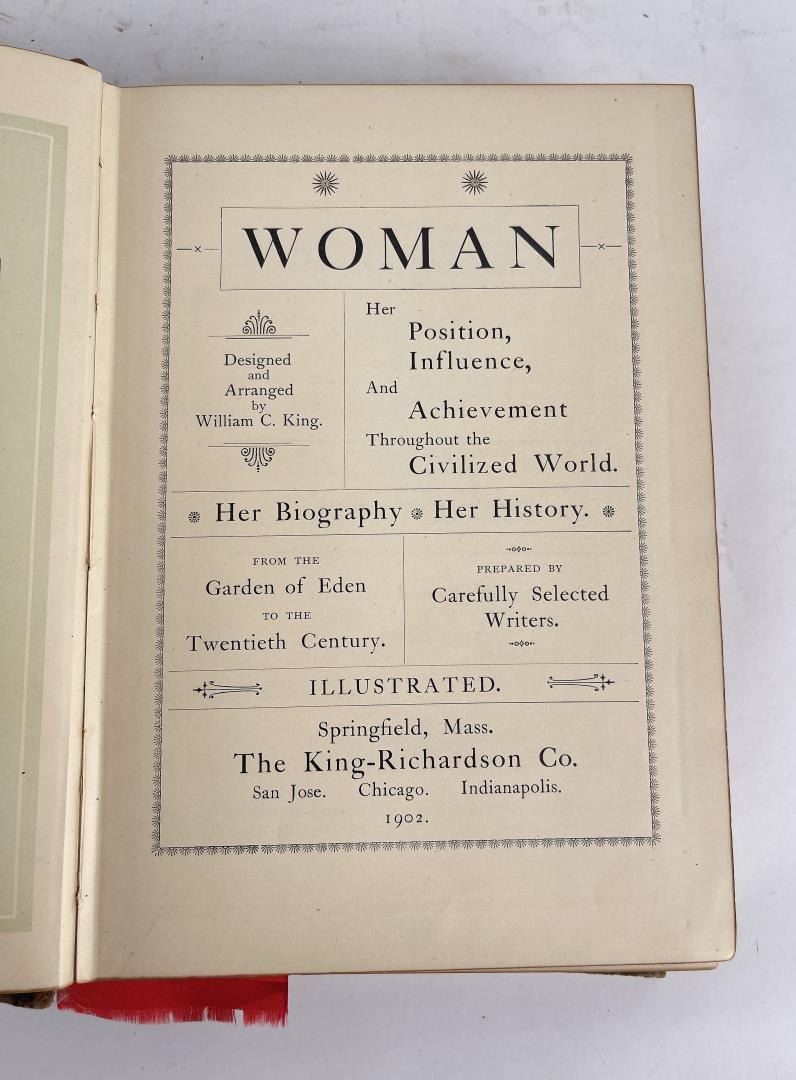 WOMAN
Designed
and
Arranged
by
William C. King.
Her
Position,
Influence,
And
Achievement
Throughout the
Civilized World.
Her Biography Her History.
FROM THE
Garden of Eden
TO THE
Twentieth Century.
PREPARED BY
Carefully Selected
Writers.
ILLUSTRATED.
Springfield, Mass.
The King-Richardson Co.
San Jose. Chicago. Indianapolis.
1902.